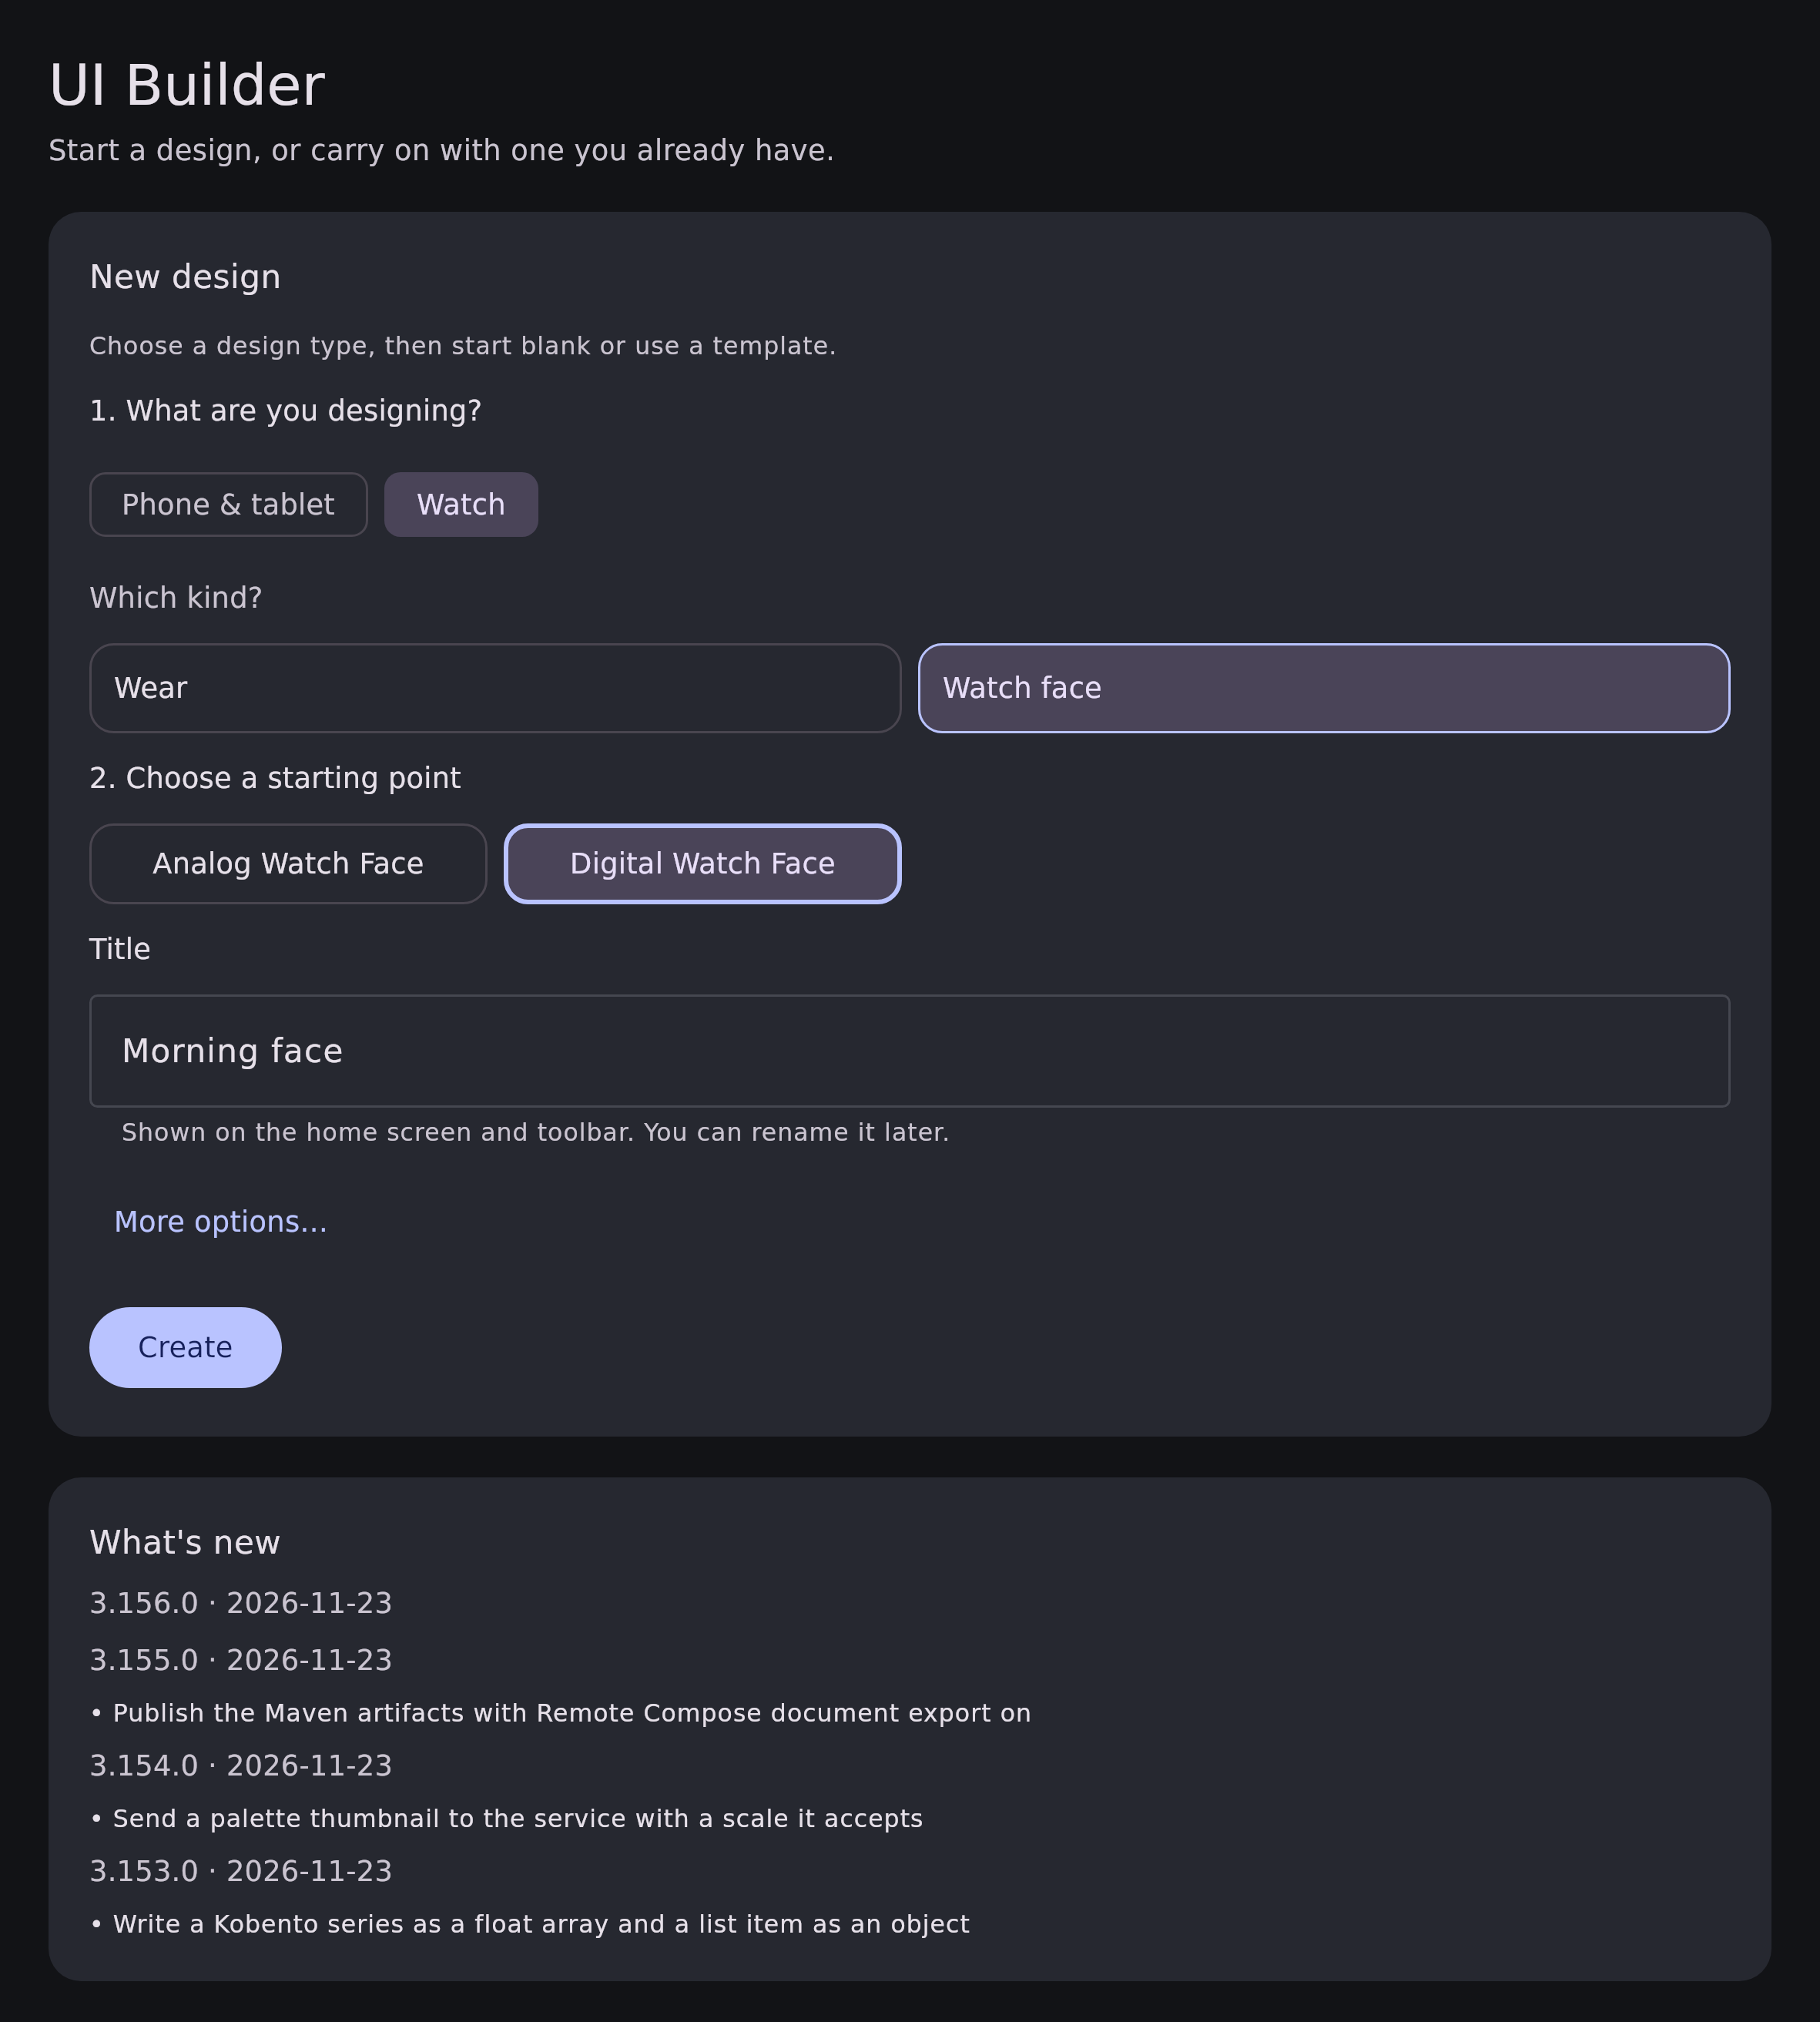 UI Builder
Start a design, or carry on with one you already have.
New design
Choose a design type, then start blank or use a template.
1. What are you designing?
Phone & tablet
Watch
Which kind?
Wear
Watch face
2. Choose a starting point
Analog Watch Face
Digital Watch Face
Title
Morning face
Shown on the home screen and toolbar. You can rename it later.
More options...
Create
What's new
3.156.0 · 2026-11-23
3.155.0 · 2026-11-23
• Publish the Maven artifacts with Remote Compose document export on
3.154.0 · 2026-11-23
• Send a palette thumbnail to the service with a scale it accepts
3.153.0 · 2026-11-23
• Write a Kobento series as a float array and a list item as an object